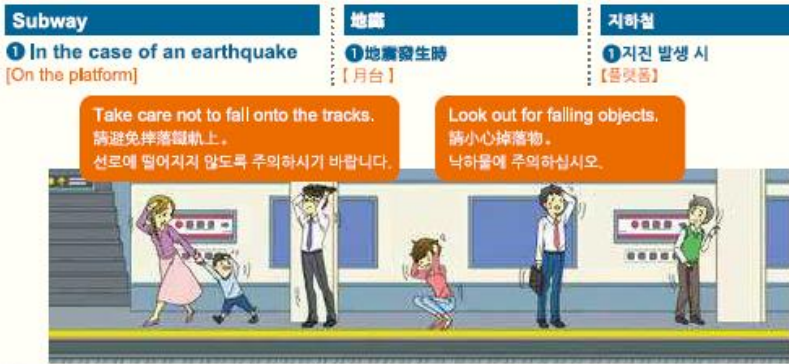 Subway
❶ In the case of an earthquake
[On the platform]
地鐵
❶地震發生時
【月台】
지하철
❶지진 발생 시
【플랫폼】
Take care not to fall onto the tracks.
請避免摔落鐵軌上。
선로에 떨어지지 않도록 주의하시기 바랍니다.
Look out for falling objects.
請小心掉落物。
낙하물에 주의하십시오.